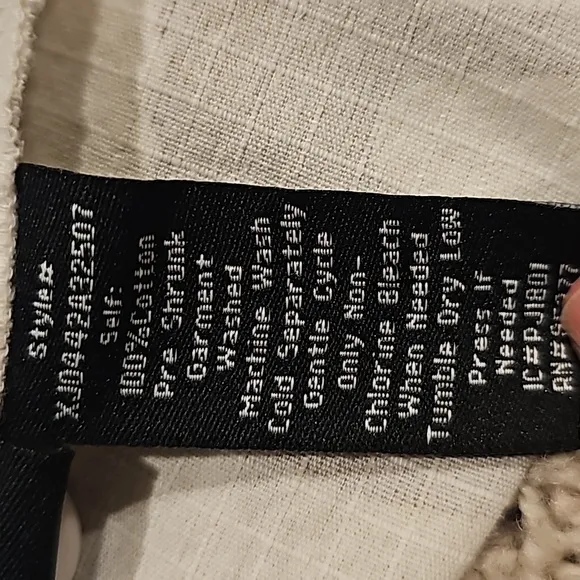 Style#
XJD442A22507
Self:
100%Cotton
Pre Shrunk
Garment
Washed
Machine Wash
Cold Separately
Gentle Cycle
Only Non-
Chlorine Bleach
When Needed
Tumble Dry Low
Press If
Needed